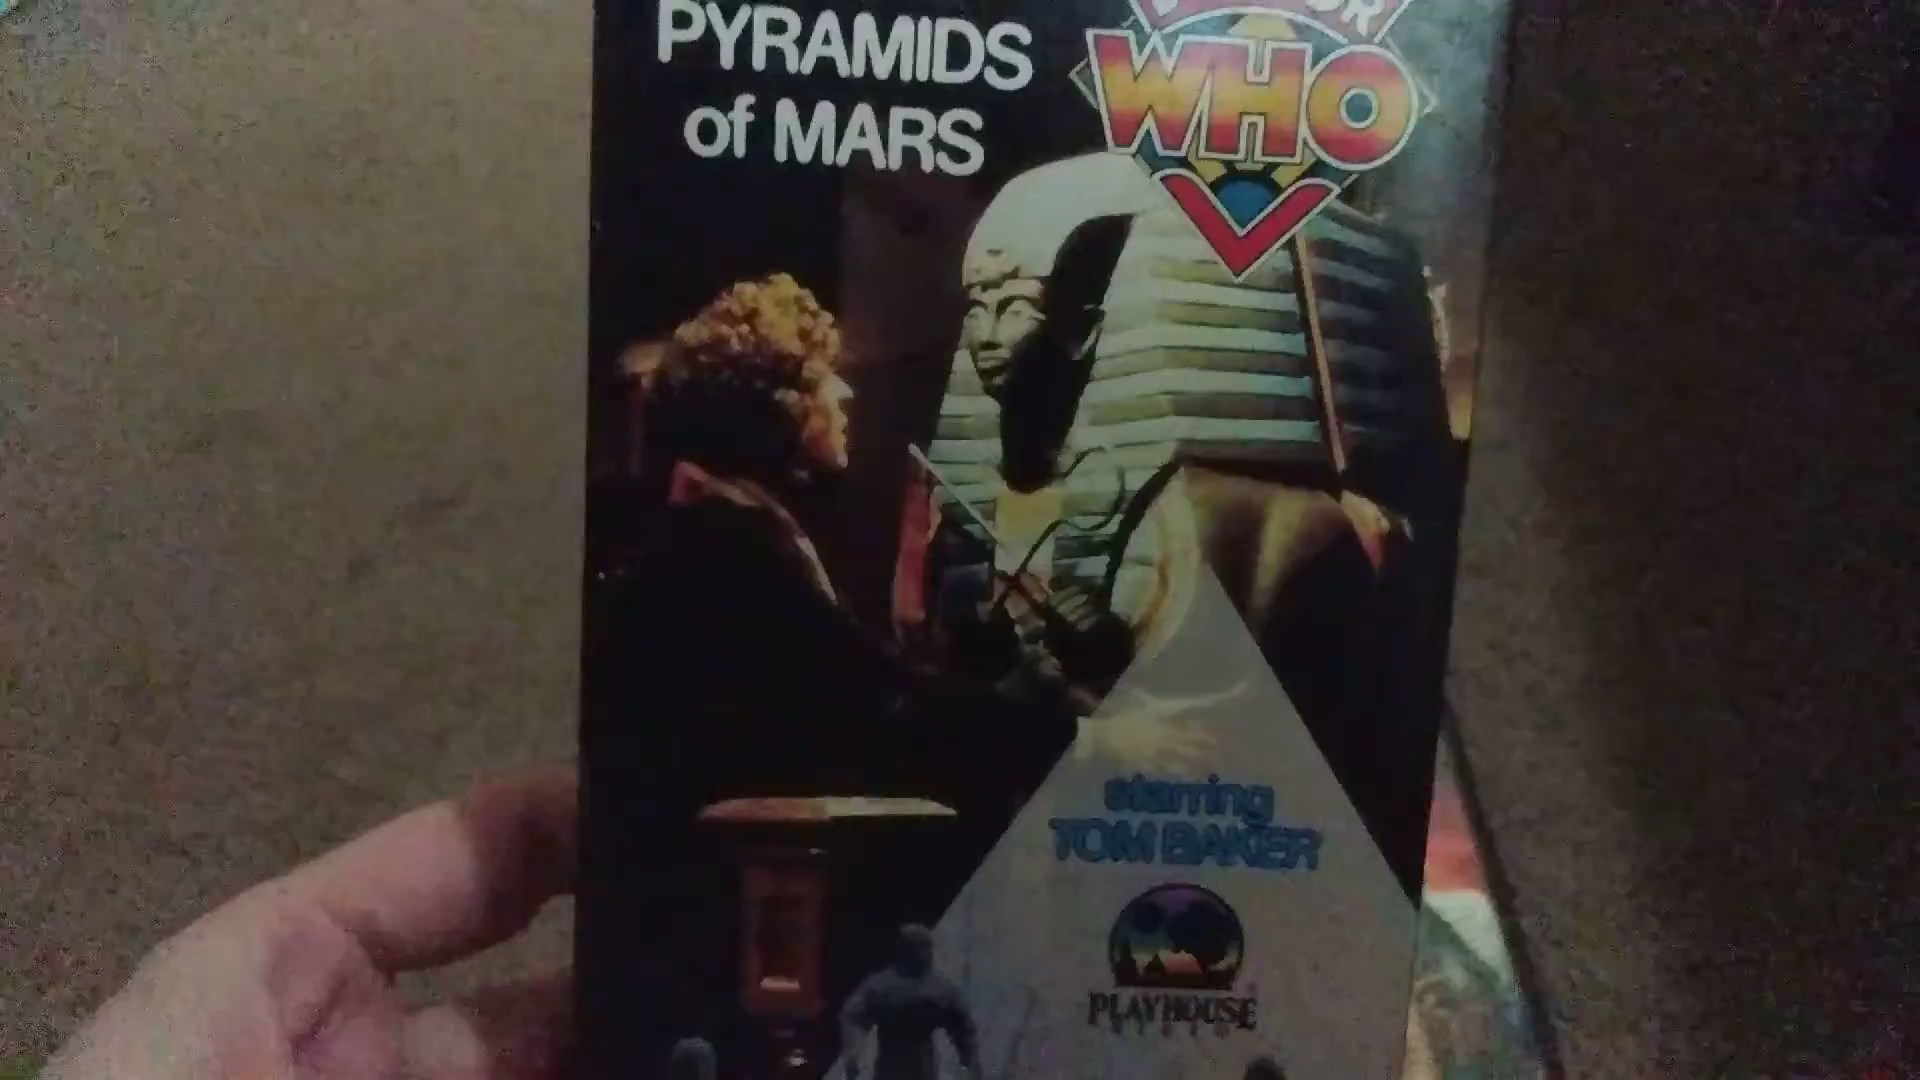 PYRAMIDS
of MARS
WHO
starring
TOM BAKER
PLAYHOUSE